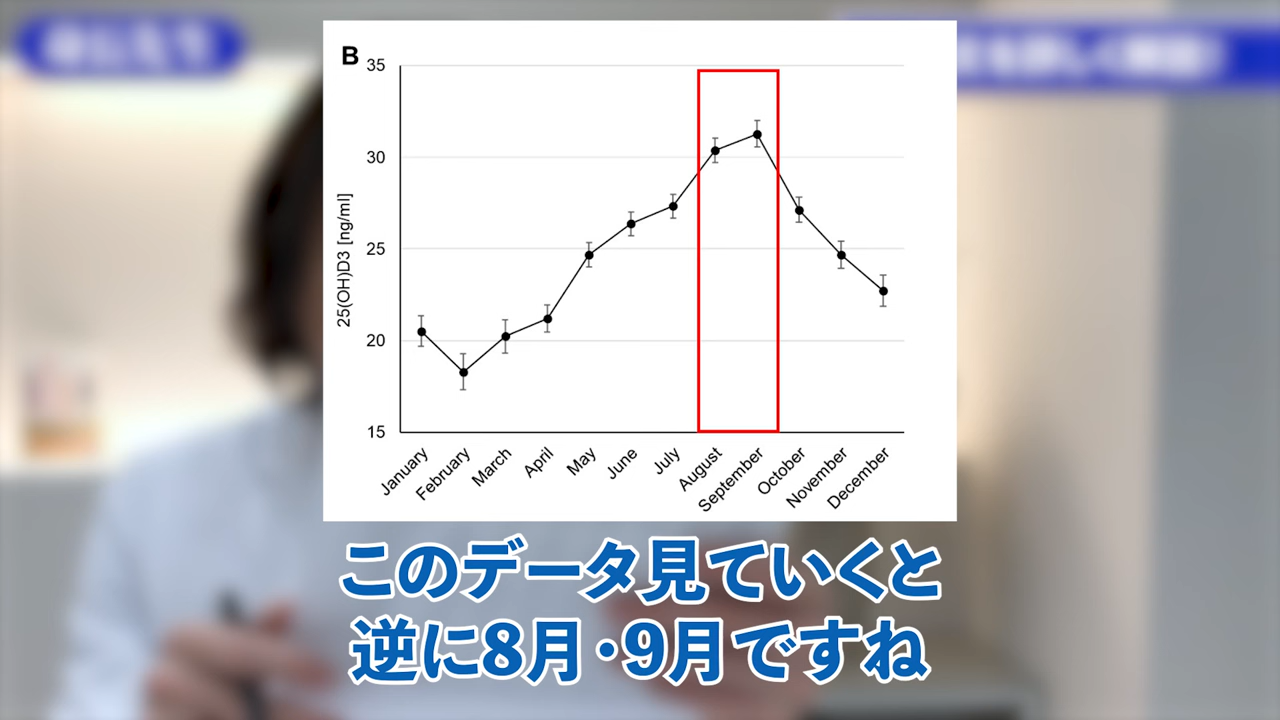 B
35
30
25
20
15
25(OH)D3 [ng/ml]
January
February
March
April
May
June
July
August
September
October
November
December
このデータ見ていくと
逆に8月・9月ですね